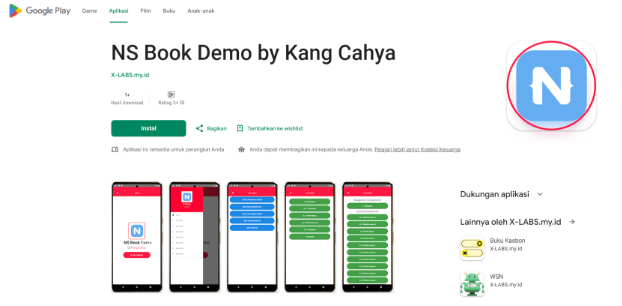 Google Play Game Aplikasi Film Buku Anak-anak
NS Book Demo by Kang Cahya
X-LABS.my.id
1+
Hasil download
Rating 3+
Instal
Bagikan
Tambahkan ke wishlist
Aplikasi ini tersedia untuk perangkat Anda
Anda dapat membagikan ini kepada keluarga Anda. Pelajari lebih lanjut Koleksi Keluarga
NS Book Demo
Dukungan aplikasi
Lainnya oleh X-LABS.my.id
Buku Kasbon
X-LABS.my.id
WSN
X-LABS.my.id